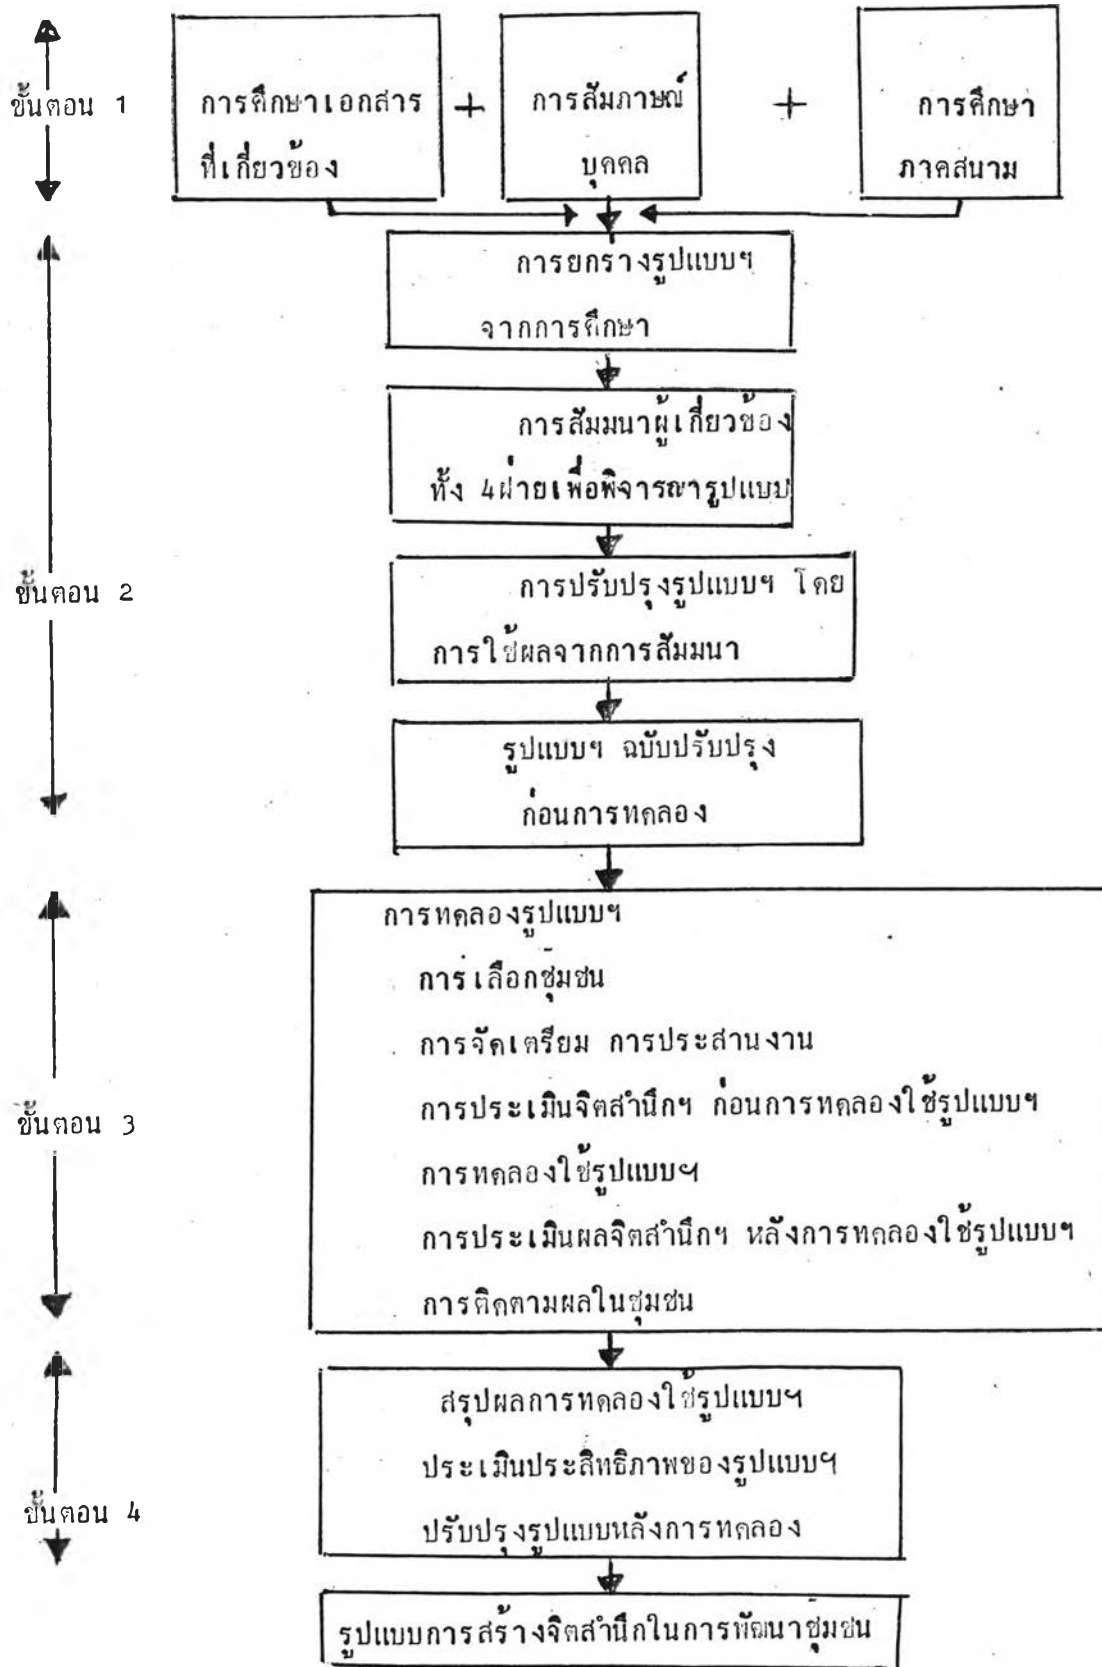 ขั้นตอน 1
การศึกษาเอกสาร + การสัมภาษณ์ + การศึกษา
ที่เกี่ยวข้อง บุคคล ภาคสนาม
การยกร่างรูปแบบฯ
จากการศึกษา
การสัมมนาผู้เกี่ยวข้อง
ทั้ง 4ฝ่ายเพื่อพิจารณารูปแบบ
ขั้นตอน 2
การปรับปรุงรูปแบบฯ โดย
การใช้ผลจากการสัมมนา
รูปแบบฯ ฉบับปรับปรุง
ก่อนการทดลอง
การทดลองรูปแบบฯ
การเลือกชุมชน
การจัดเตรียม การประสานงาน
ขั้นตอน 3
การประเมินจิตสำนึกฯ ก่อนการทดลองใช้รูปแบบฯ
การทดลองใช้รูปแบบฯ
การประเมินผลจิตสำนึกฯ หลังการทดลองใช้รูปแบบฯ
การติดตามผลในชุมชน
สรุปผลการทดลองใช้รูปแบบฯ
ประเมินประสิทธิภาพของรูปแบบฯ
ขั้นตอน 4
ปรับปรุงรูปแบบหลังการทดลอง
รูปแบบการสร้างจิตสำนึกในการพัฒนาชุมชน